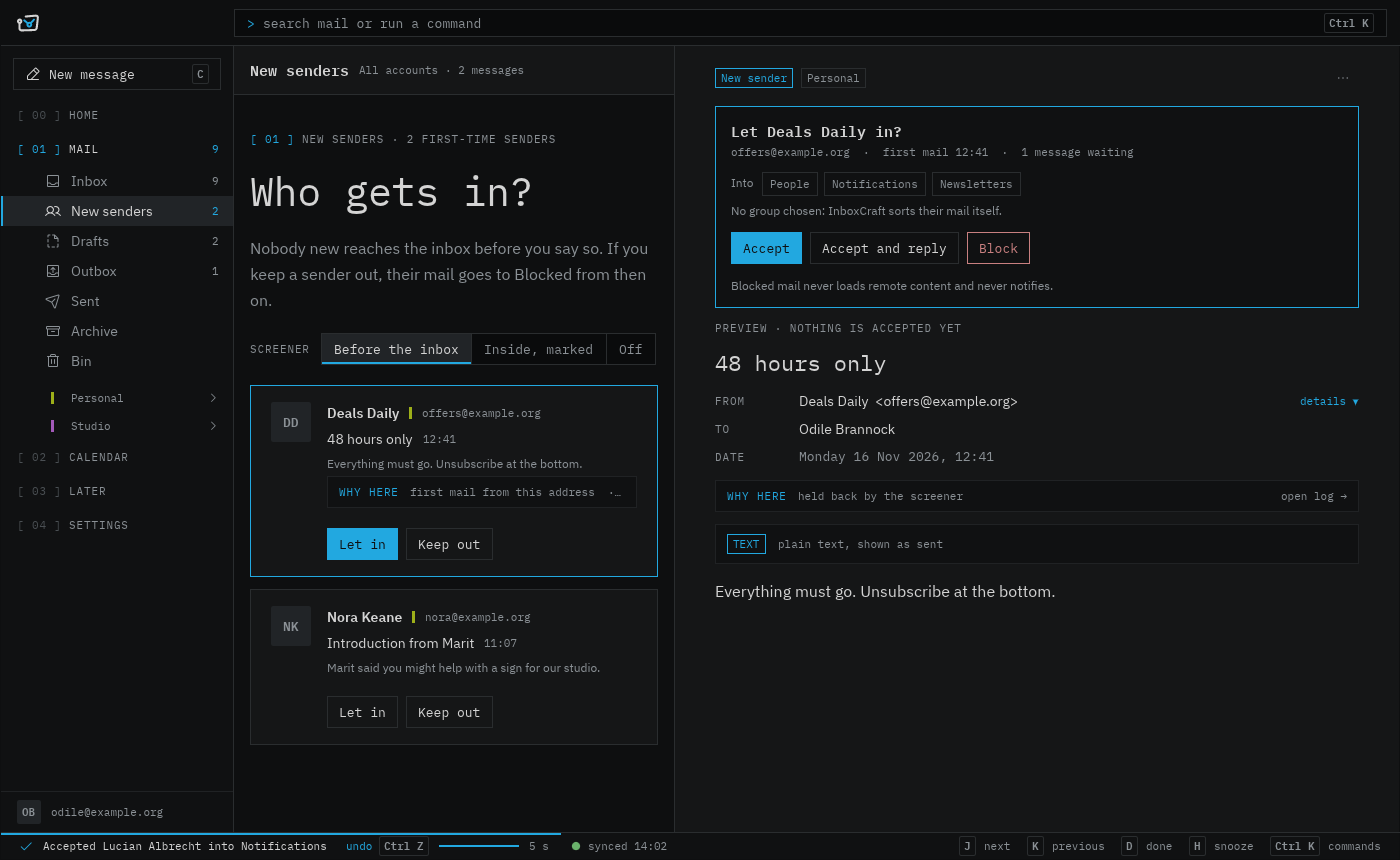 > search mail or run a command
Ctrl K
New message
C
[ 00 ] HOME
[ 01 ] MAIL 9
Inbox 9
New senders 2
Drafts 2
Outbox 1
Sent
Archive
Bin
Personal
Studio
[ 02 ] CALENDAR
[ 03 ] LATER
[ 04 ] SETTINGS
OB odile@example.org
New senders All accounts · 2 messages
[ 01 ] NEW SENDERS · 2 FIRST-TIME SENDERS
Who gets in?
Nobody new reaches the inbox before you say so. If you
keep a sender out, their mail goes to Blocked from then
on.
SCREENER Before the inbox Inside, marked Off
DD
Deals Daily offers@example.org
48 hours only 12:41
Everything must go. Unsubscribe at the bottom.
WHY HERE first mail from this address ·…
Let in Keep out
NK
Nora Keane nora@example.org
Introduction from Marit 11:07
Marit said you might help with a sign for our studio.
Let in Keep out
New sender Personal ···
Let Deals Daily in?
offers@example.org · first mail 12:41 · 1 message waiting
Into People Notifications Newsletters
No group chosen: InboxCraft sorts their mail itself.
Accept Accept and reply Block
Blocked mail never loads remote content and never notifies.
PREVIEW · NOTHING IS ACCEPTED YET
48 hours only
FROM Deals Daily <offers@example.org> details ▾
TO Odile Brannock
DATE Monday 16 Nov 2026, 12:41
WHY HERE held back by the screener open log →
TEXT plain text, shown as sent
Everything must go. Unsubscribe at the bottom.
Accepted Lucian Albrecht into Notifications undo Ctrl Z 5 s synced 14:02
J next K previous D done H snooze Ctrl K commands